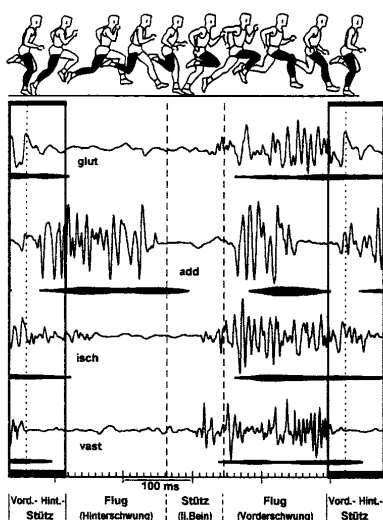 glut
add
isch
vast
100 ms
Vord.- Hint.- Flug Stütz Flug Vord.- Hint.-
Stütz (Hinterschwung) (li.Bein) (Vorderschwung) Stütz